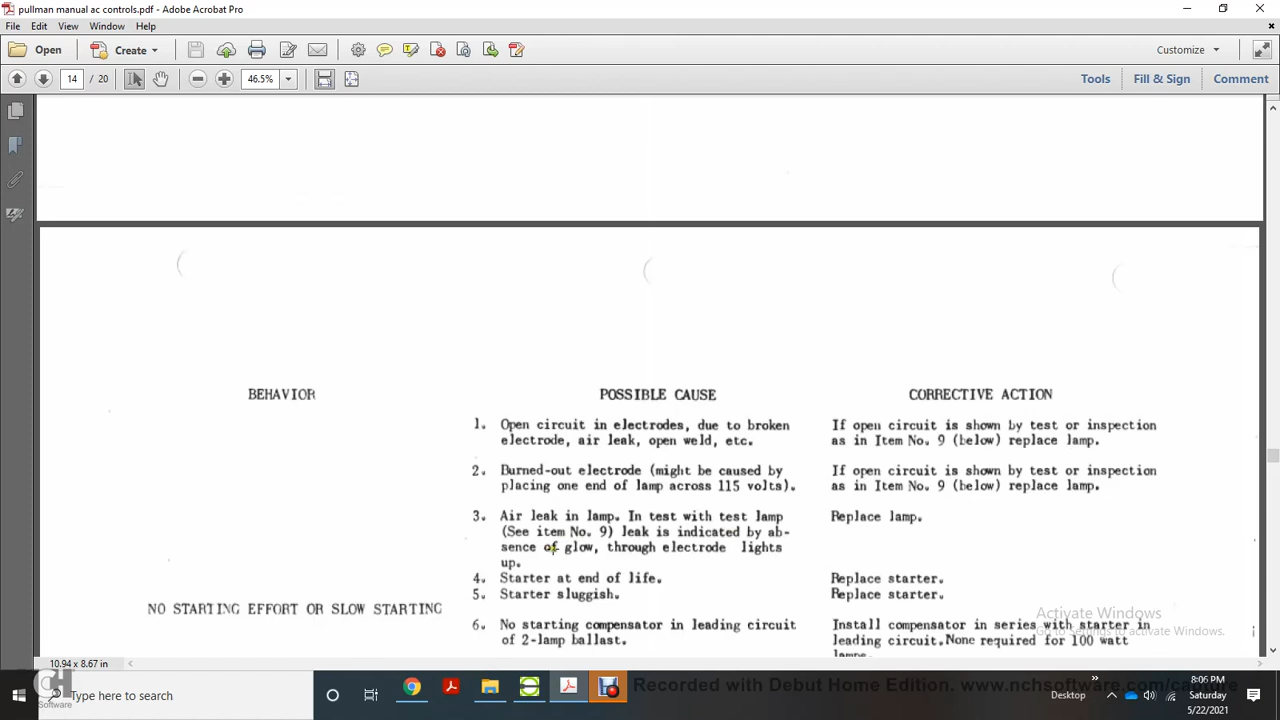 pullman manual ac controls.pdf - Adobe Acrobat Pro
File Edit View Window Help
Open Create Customize
14 / 20 46.5% Tools Fill & Sign Comment
BEHAVIOR POSSIBLE CAUSE CORRECTIVE ACTION
1. Open circuit in electrodes, due to broken If open circuit is shown by test or inspection
electrode, air leak, open weld, etc. as in Item No. 9 (below) replace lamp.
2. Burned-out electrode (might be caused by If open circuit is shown by test or inspection
placing one end of lamp across 115 volts). as in Item No. 9 (below) replace lamp.
3. Air leak in lamp. In test with test lamp Replace lamp.
(See item No. 9) leak is indicated by ab-
sence of glow, through electrode lights
up.
4. Starter at end of life. Replace starter.
5. Starter sluggish. Replace starter.
NO STARTING EFFORT OR SLOW STARTING
Activate Windows
6. No starting compensator in leading circuit Install compensator in series with starter in
Go to Settings to activate Windows.
of 2-lamp ballast. leading circuit. None required for 100 watt
lamps.
10.94 x 8.67 in
NCH Software
Type here to search
Recorded with Debut Home Edition. www.nchsoftware.com/capture
Desktop
8:06 PM
Saturday
5/22/2021